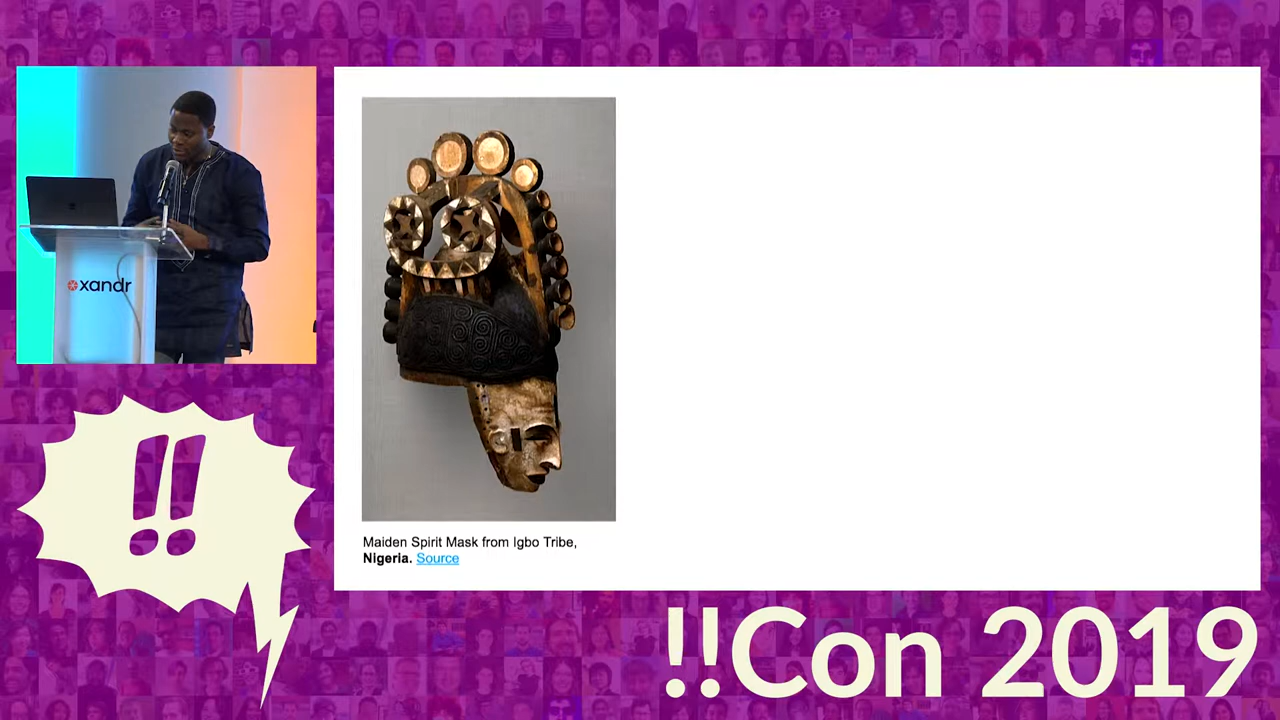 xandr
Maiden Spirit Mask from Igbo Tribe,
Nigeria. Source
!!
!!Con 2019